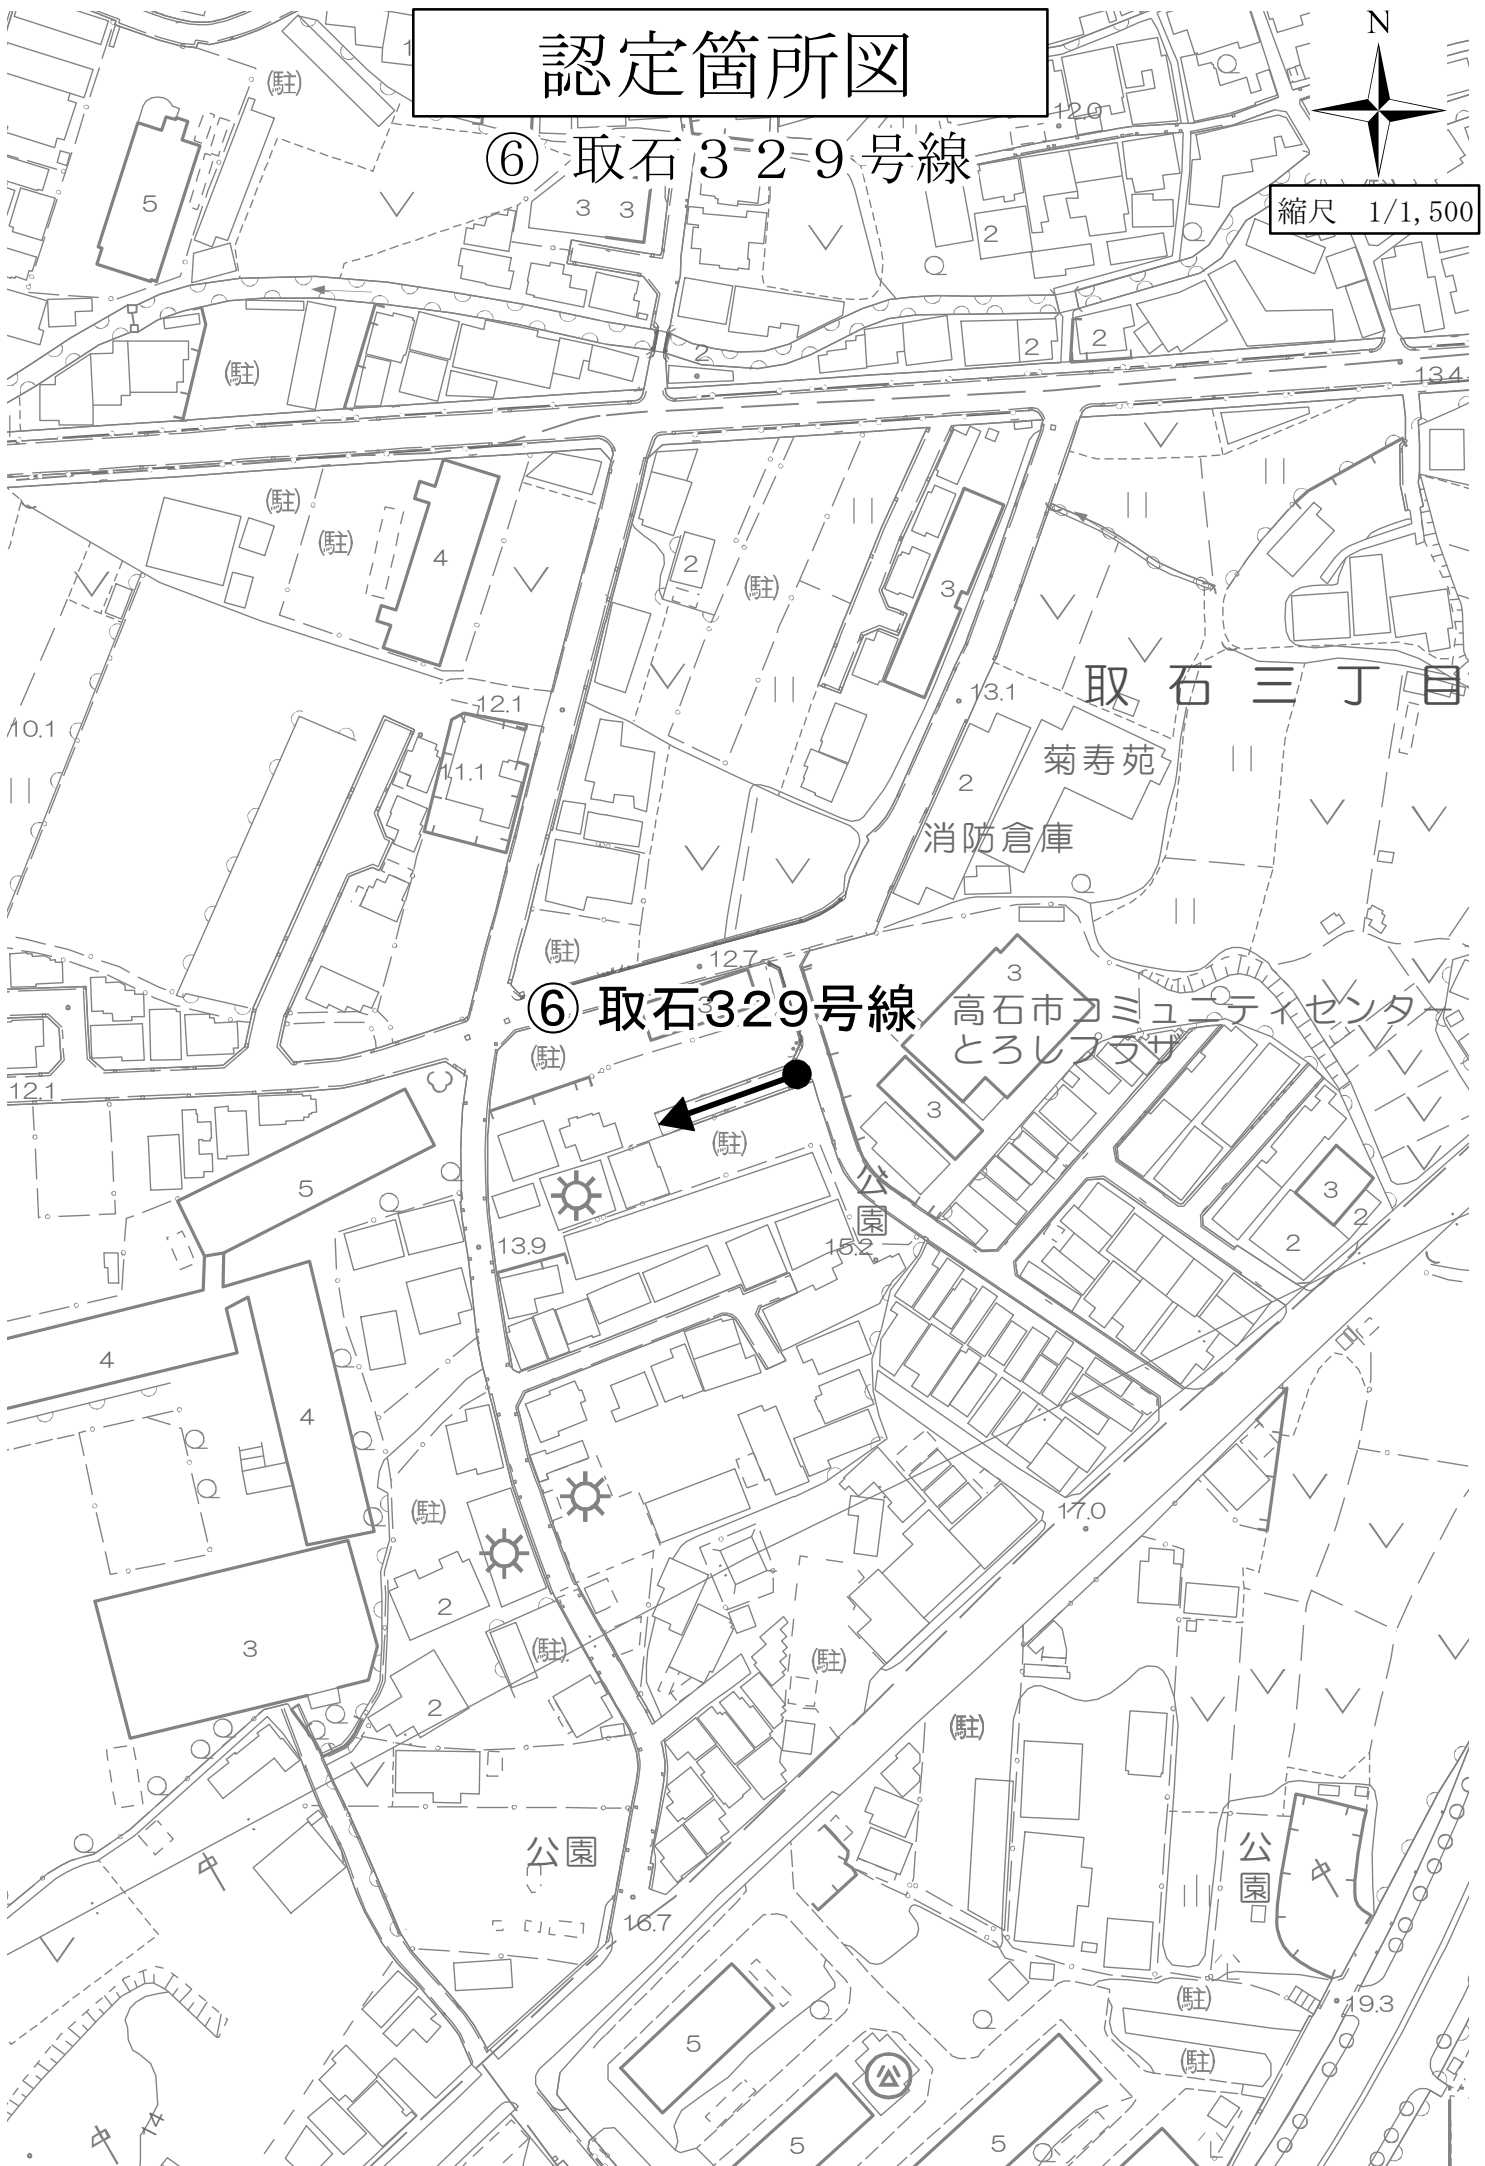 認定箇所図
⑥ 取石３２９号線
N
縮尺 1/1,500
(駐)
12.0
5
3
3
2
2
2
2
(駐)
13.4
(駐)
(駐)
4
2
(駐)
3
取石三丁目
10.1
12.1
13.1
11.1
菊寿苑
2
消防倉庫
(駐)
12.7
3
3
⑥ 取石329号線
高石市コミュニティセンター
とろしプラザ
(駐)
12.1
3
(駐)
5
公園
3
2
2
13.9
15.2
4
4
(駐)
17.0
2
3
(駐)
(駐)
2
(駐)
公園
公園
16.7
(駐)
19.3
5
(駐)
14
5
5